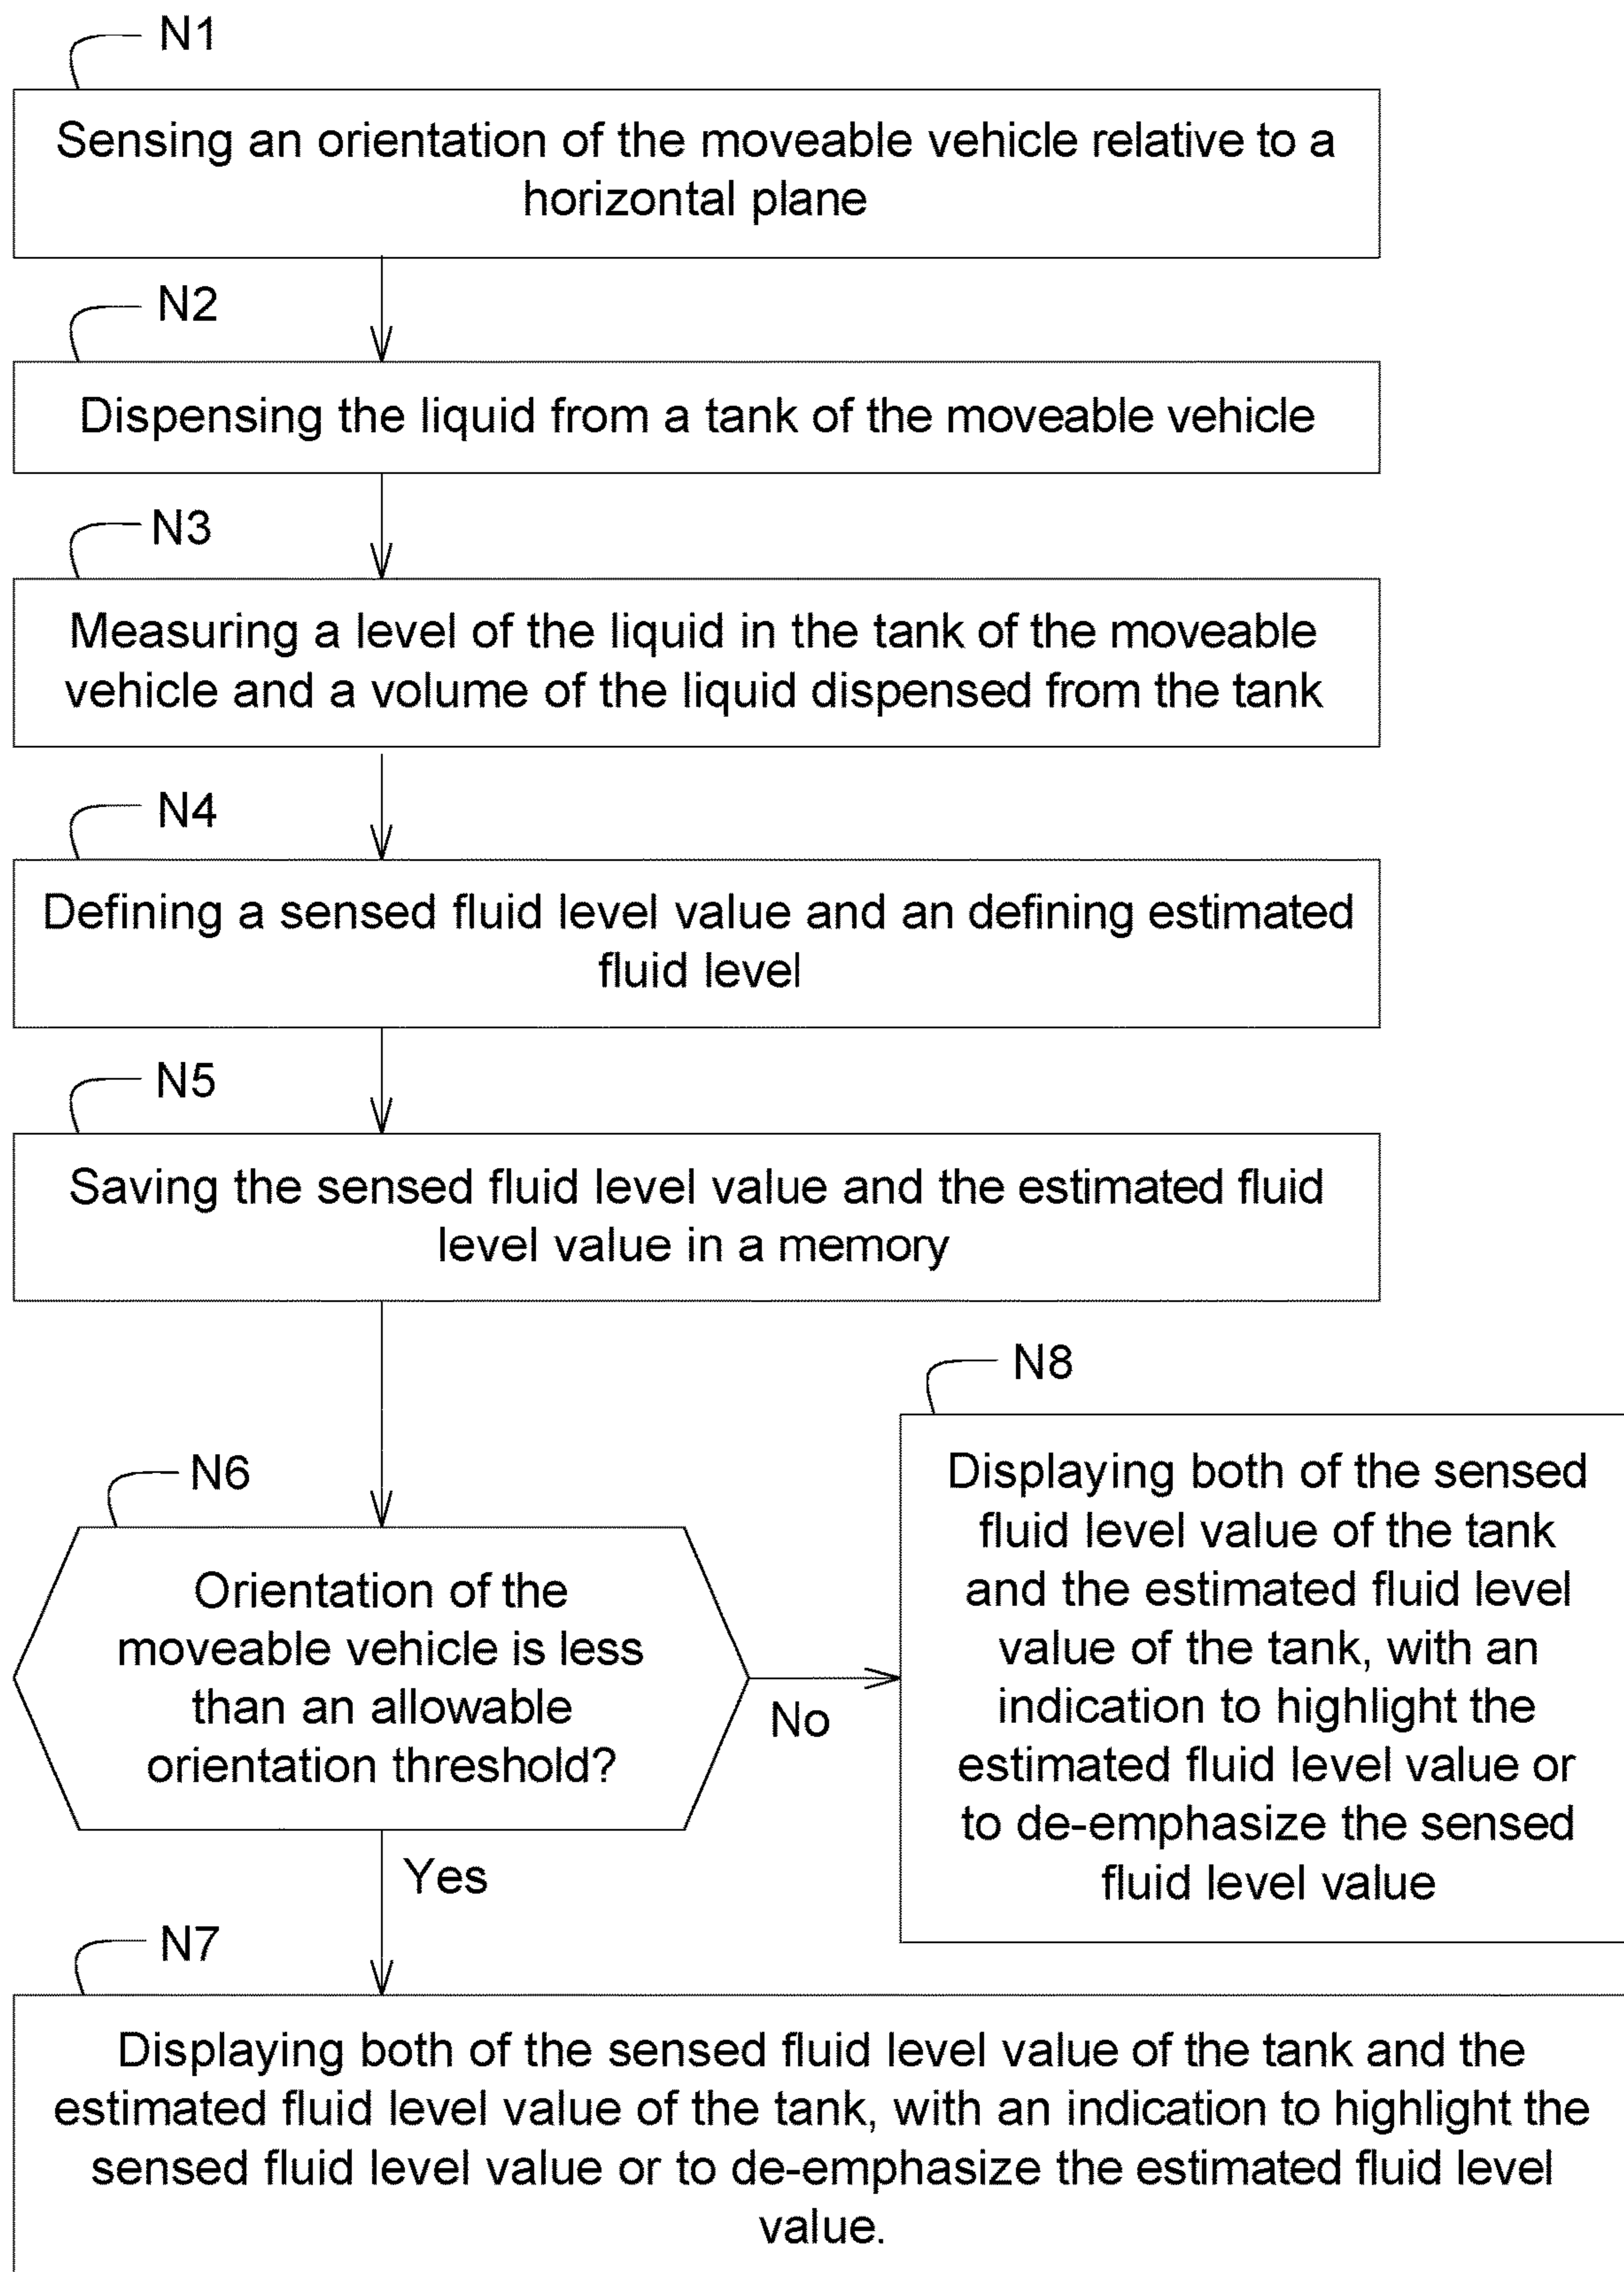 N1
Sensing an orientation of the moveable vehicle relative to a
horizontal plane
N2
Dispensing the liquid from a tank of the moveable vehicle
N3
Measuring a level of the liquid in the tank of the moveable
vehicle and a volume of the liquid dispensed from the tank
N4
Defining a sensed fluid level value and an defining estimated
fluid level
N5
Saving the sensed fluid level value and the estimated fluid
level value in a memory
N6
Orientation of the
moveable vehicle is less
than an allowable
orientation threshold?
No
Yes
N8
Displaying both of the sensed
fluid level value of the tank
and the estimated fluid level
value of the tank, with an
indication to highlight the
estimated fluid level value or
to de-emphasize the sensed
fluid level value
N7
Displaying both of the sensed fluid level value of the tank and the
estimated fluid level value of the tank, with an indication to highlight the
sensed fluid level value or to de-emphasize the estimated fluid level
value.